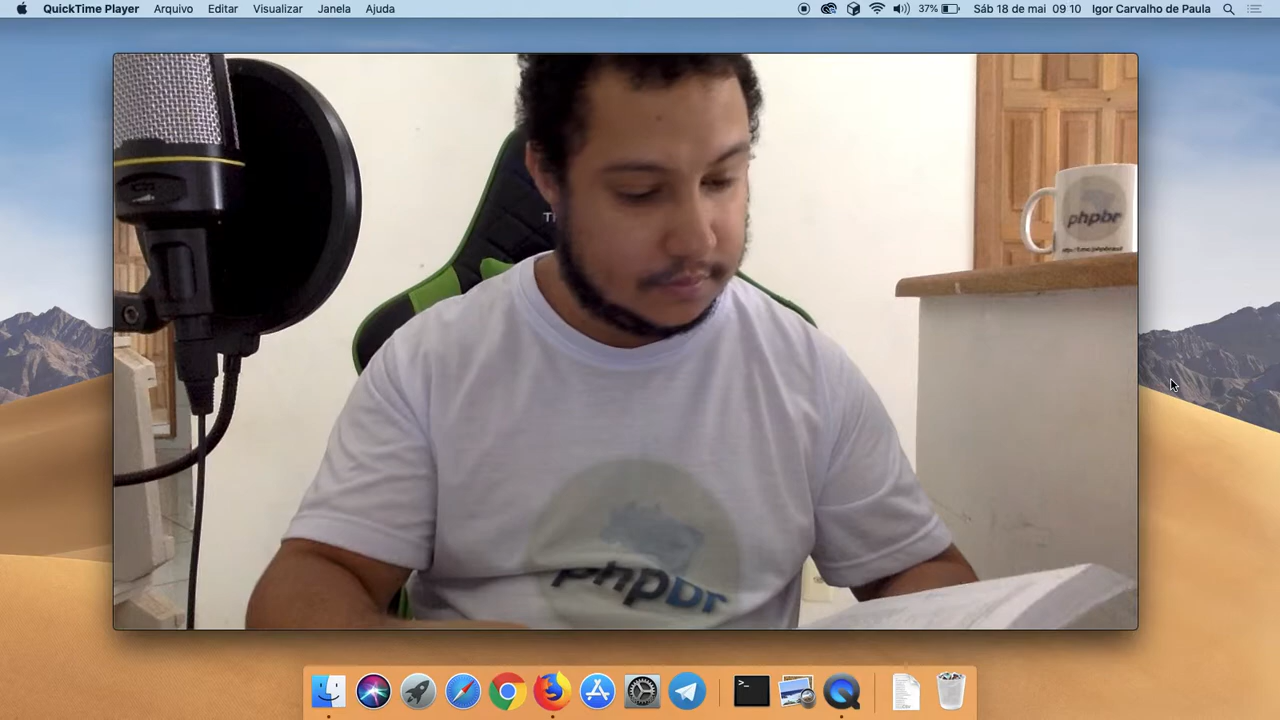 QuickTime Player Arquivo Editar Visualizar Janela Ajuda 37% Sáb 18 de mai 09 10 Igor Carvalho de Paula
phpbr
phpbr